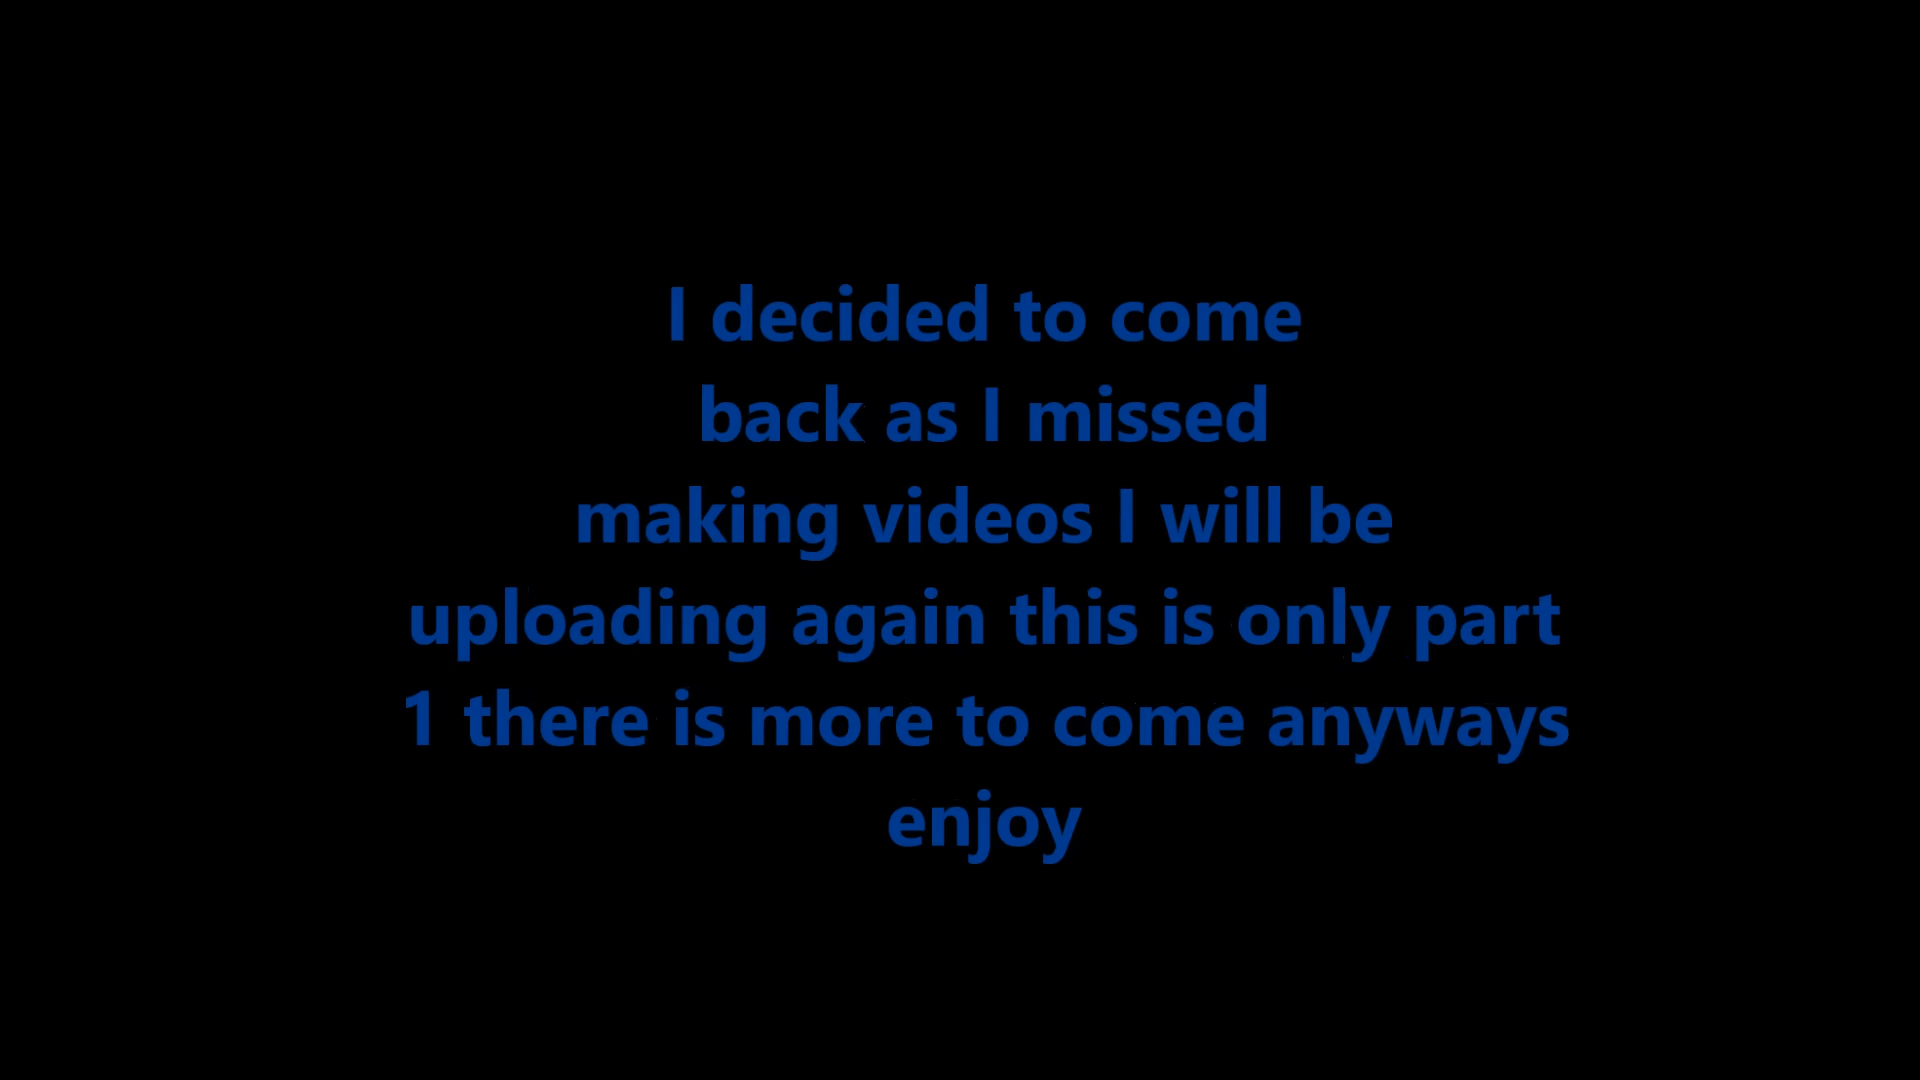 I decided to come
back as I missed
making videos I will be
uploading again this is only part
1 there is more to come anyways
enjoy